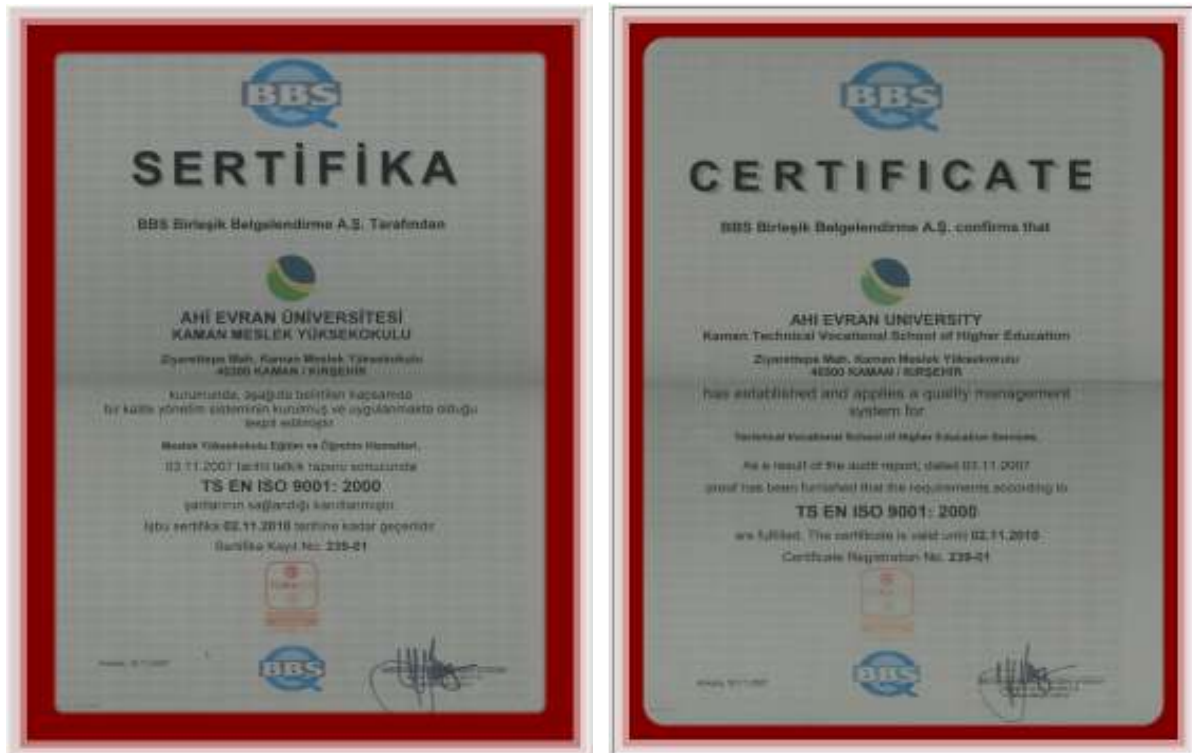 BBS
SERTİFİKA
BBS Birleşik Belgelendirme A.Ş. Tarafından
AHİ EVRAN ÜNİVERSİTESİ
KAMAN MESLEK YÜKSEKOKULU
Ziyarettepe Mah. Kaman Meslek Yüksekokulu
40300 KAMAN / KIRŞEHİR
kurumunda, aşağıda belirtilen kapsamda
bir kalite yönetim sisteminin kurulmuş ve uygulanmakta olduğu
tespit edilmiştir
Meslek Yüksekokulu Eğitim ve Öğretim Hizmetleri.
03.11.2007 tarihli tetkik raporu sonucunda
TS EN ISO 9001: 2000
şartlarının sağlandığı kanıtlanmıştır.
İşbu sertifika 02.11.2010 tarihine kadar geçerlidir
Sertifika Kayıt No: 239-01
BBS
BBS
CERTIFICATE
BBS Birleşik Belgelendirme A.Ş. confirms that
AHI EVRAN UNIVERSITY
Kaman Technical Vocational School of Higher Education
Ziyarettepe Mah. Kaman Meslek Yüksekokulu
40300 KAMAN / KIRŞEHİR
has established and applies a quality management
system for
Technical Vocational School of Higher Education Services.
As a result of the audit report, dated 03.11.2007
proof has been furnished that the requirements according to
TS EN ISO 9001: 2000
are fulfilled. The certificate is valid until 02.11.2010
Certificate Registration No. 239-01
BBS